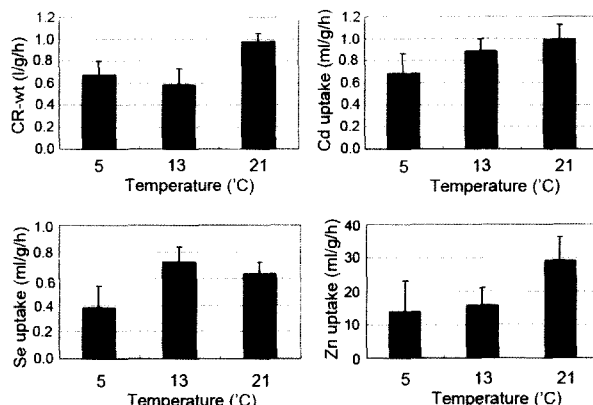 1.2
1.0
0.8
0.6
0.4
0.2
0.0
CR-wt (l/g/h)
5 13 21
Temperature (˚C)
1.2
1.0
0.8
0.6
0.4
0.2
0.0
Cd uptake (ml/g/h)
5 13 21
Temperature (˚C)
1.0
0.8
0.6
0.4
0.2
0.0
Se uptake (ml/g/h)
5 13 21
Temperature (˚C)
40
30
20
10
0
Zn uptake (ml/g/h)
5 13 21
Temperature (˚C)